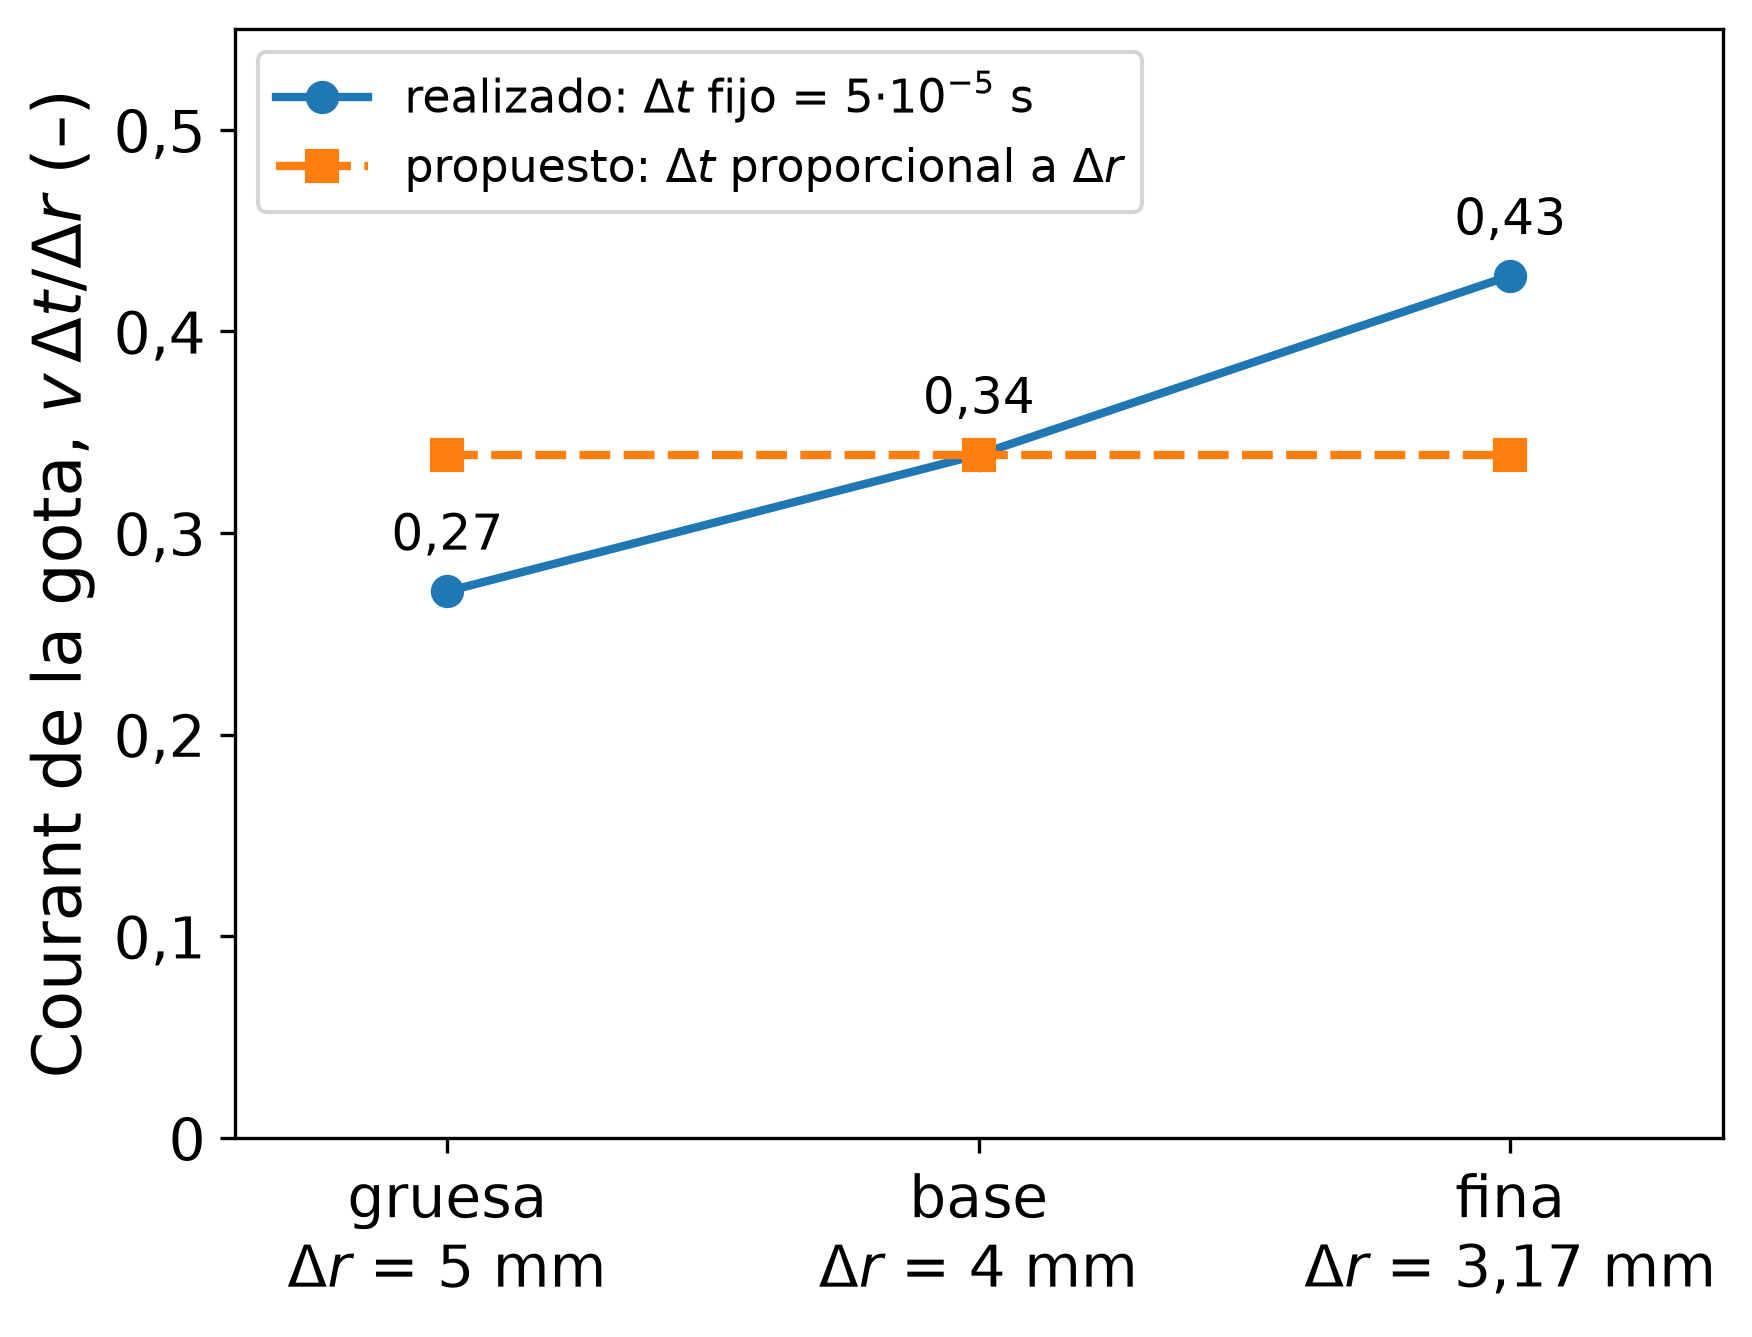 realizado: Δt fijo = 5·10⁻⁵ s
propuesto: Δt proporcional a Δr
Courant de la gota, v Δt/Δr (–)
0,5
0,4
0,3
0,2
0,1
0
0,27
0,34
0,43
gruesa
Δr = 5 mm
base
Δr = 4 mm
fina
Δr = 3,17 mm